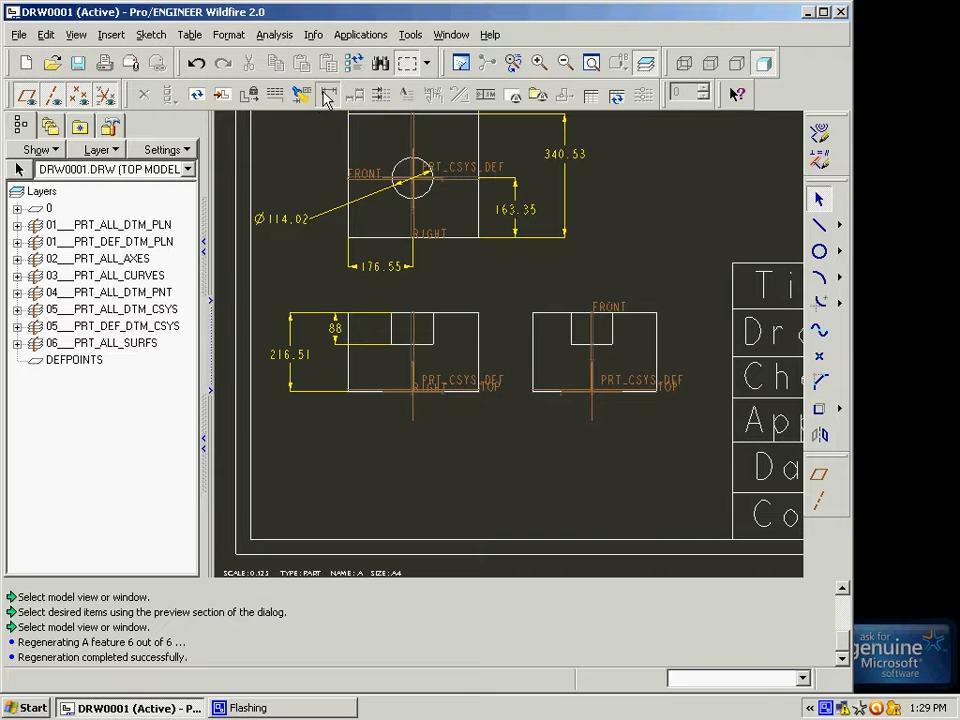 DRW0001 (Active) - Pro/ENGINEER Wildfire 2.0
File Edit View Insert Sketch Table Format Analysis Info Applications Tools Window Help
0
Show Layer Settings
DRW0001.DRW (TOP MODEL
Layers
0
01___PRT_ALL_DTM_PLN
01___PRT_DEF_DTM_PLN
02___PRT_ALL_AXES
03___PRT_ALL_CURVES
04___PRT_ALL_DTM_PNT
05___PRT_ALL_DTM_CSYS
05___PRT_DEF_DTM_CSYS
06___PRT_ALL_SURFS
DEFPOINTS
340.53
PRT_CSYS_DEF
FRONT
163.35
Ø114.02
RIGHT
176.55
FRONT
88
216.51
PRT_CSYS_DEF
RIGHT
TOP
PRT_CSYS_DEF
TOP
Ti
Dr
Ch
App
Da
Co
SCALE:0.125 TYPE:PART NAME:A SIZE:A4
Select model view or window.
Select desired items using the preview section of the dialog.
Select model view or window.
Regenerating A feature 6 out of 6 ...
Regeneration completed successfully.
ask for
genuine
Microsoft
software
Start
DRW0001 (Active) - P...
Flashing
1:29 PM